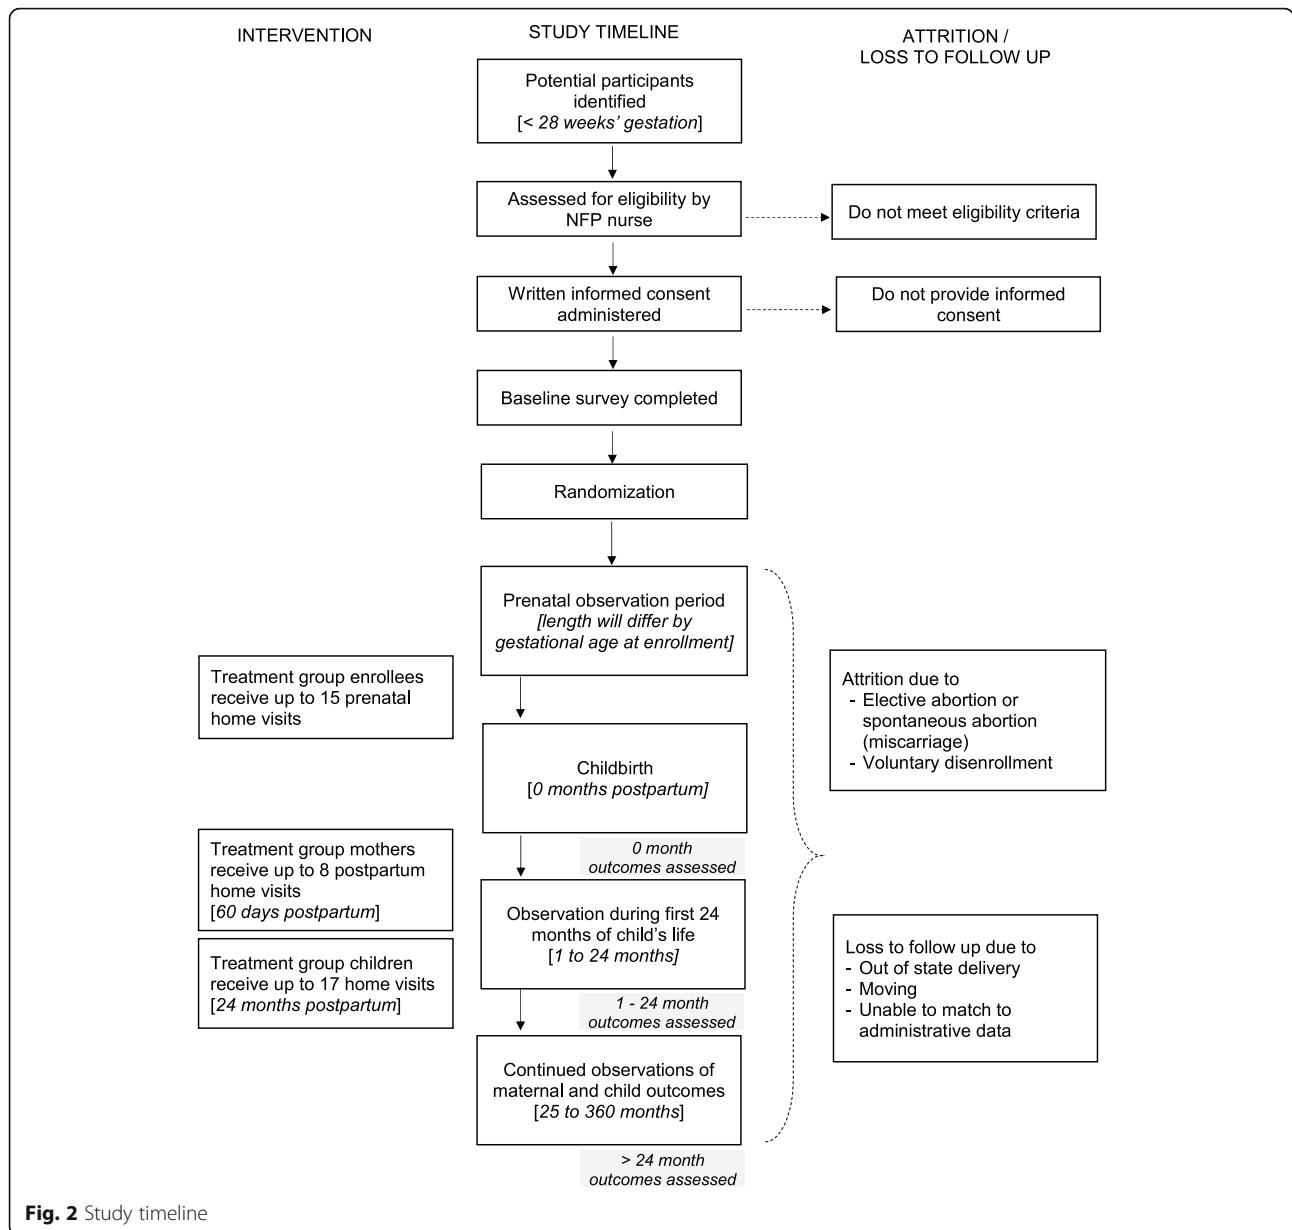 INTERVENTION
STUDY TIMELINE
ATTRITION /
LOSS TO FOLLOW UP
Potential participants
identified
[< 28 weeks' gestation]
Assessed for eligibility by
NFP nurse
Do not meet eligibility criteria
Written informed consent
administered
Do not provide informed
consent
Baseline survey completed
Randomization
Prenatal observation period
[length will differ by
gestational age at enrollment]
Treatment group enrollees
receive up to 15 prenatal
home visits
Attrition due to
- Elective abortion or
spontaneous abortion
(miscarriage)
- Voluntary disenrollment
Childbirth
[0 months postpartum]
0 month
outcomes assessed
Treatment group mothers
receive up to 8 postpartum
home visits
[60 days postpartum]
Observation during first 24
months of child's life
[1 to 24 months]
Treatment group children
receive up to 17 home visits
[24 months postpartum]
Loss to follow up due to
- Out of state delivery
- Moving
- Unable to match to
administrative data
1 - 24 month
outcomes assessed
Continued observations of
maternal and child outcomes
[25 to 360 months]
> 24 month
outcomes assessed
Fig. 2 Study timeline